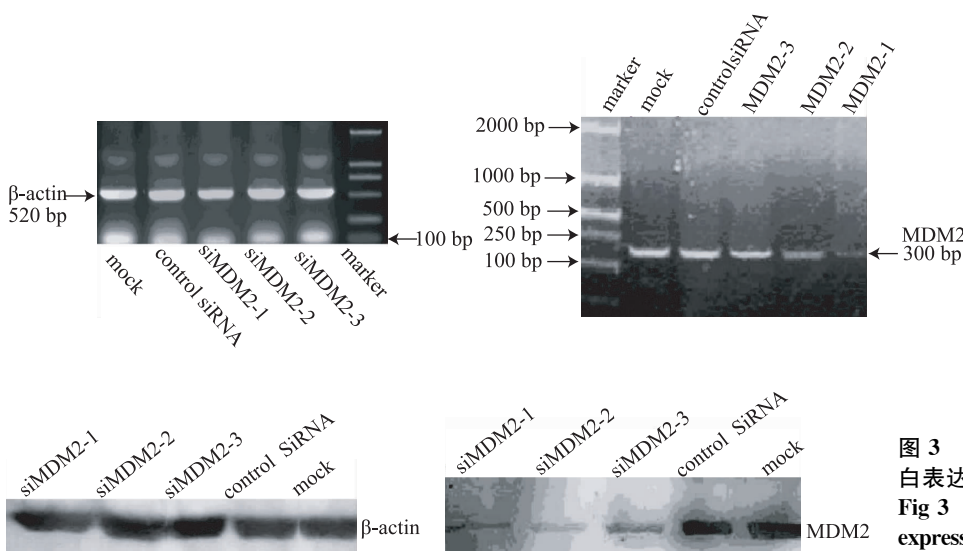 β-actin
520 bp
100 bp
mock
control siRNA
siMDM2-1
siMDM2-2
siMDM2-3
marker
marker
mock
controlsiRNA
MDM2-3
MDM2-2
MDM2-1
2000 bp
1000 bp
500 bp
250 bp
100 bp
MDM2
300 bp
siMDM2-1
siMDM2-2
siMDM2-3
control SiRNA
mock
β-actin
siMDM2-1
siMDM2-2
siMDM2-3
control SiRNA
mock
MDM2
图 3
白表达
Fig 3
express